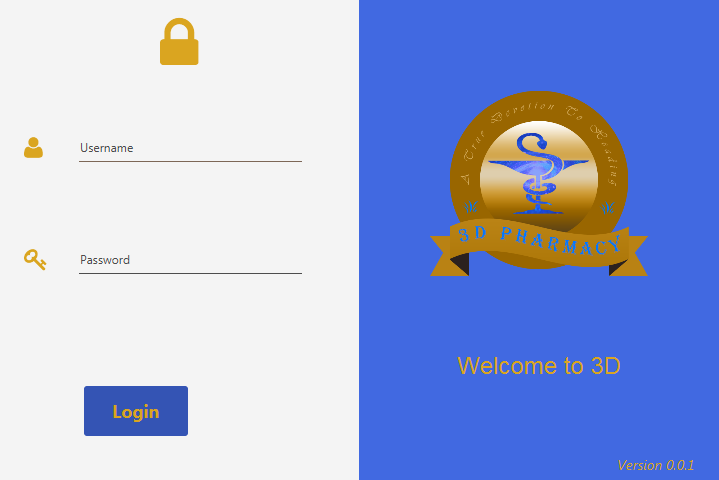 Username
Password
Login
A True Devotion To Healing
3D PHARMACY
Welcome to 3D
Version 0.0.1